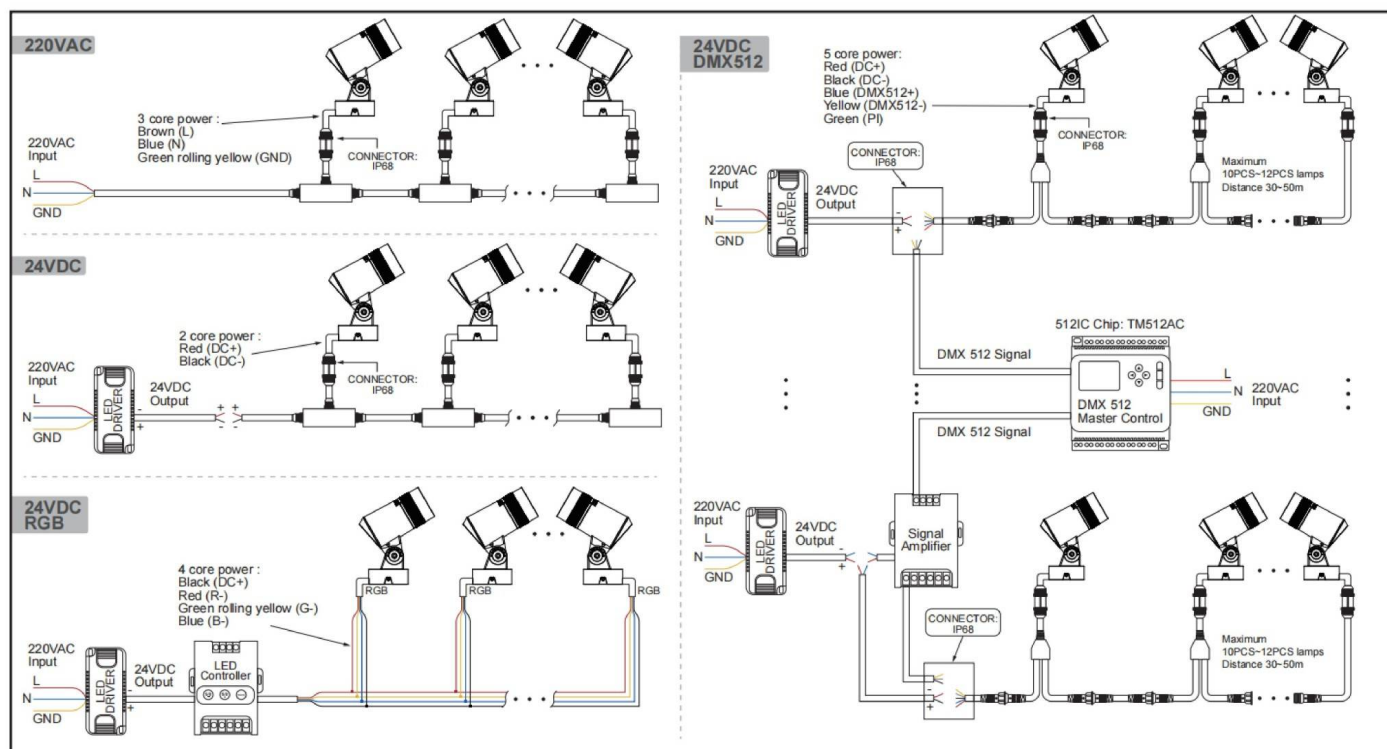 220VAC
3 core power :
Brown (L)
Blue (N)
Green rolling yellow (GND)
CONNECTOR:
IP68
220VAC
Input
L
N
GND
24VDC
2 core power :
Red (DC+)
Black (DC-)
CONNECTOR:
IP68
220VAC
Input
L
N
GND
LED
DRIVER
24VDC
Output
-
+
+ +
- -
24VDC
RGB
4 core power :
Black (DC+)
Red (R-)
Green rolling yellow (G-)
Blue (B-)
RGB
RGB
RGB
220VAC
Input
L
N
GND
LED
DRIVER
24VDC
Output
-
+
LED
Controller
24VDC
DMX512
5 core power:
Red (DC+)
Black (DC-)
Blue (DMX512+)
Yellow (DMX512-)
Green (PI)
CONNECTOR:
IP68
CONNECTOR:
IP68
220VAC
Input
L
N
GND
LED
DRIVER
24VDC
Output
-
+
Maximum
10PCS~12PCS lamps
Distance 30~50m
512IC Chip: TM512AC
DMX 512 Signal
DMX 512
Master Control
L
N
GND
220VAC
Input
DMX 512 Signal
220VAC
Input
L
N
GND
LED
DRIVER
24VDC
Output
-
+
Signal
Amplifier
CONNECTOR:
IP68
-
+
Maximum
10PCS~12PCS lamps
Distance 30~50m